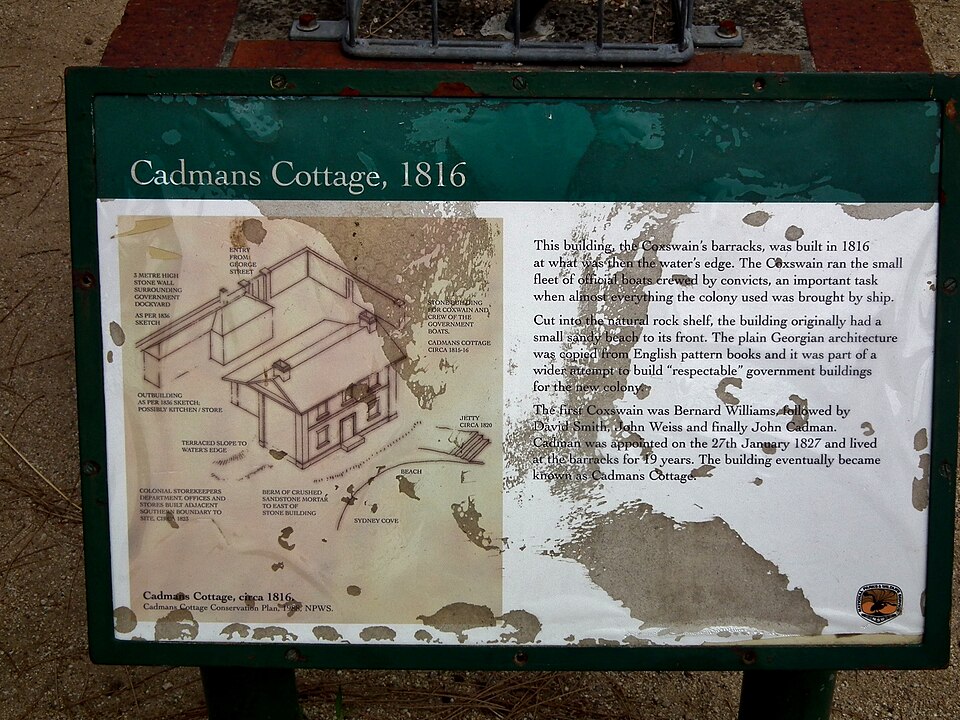 Cadmans Cottage, 1816
ENTRY
FROM
GEORGE
STREET
3 METRE HIGH
STONE WALL
SURROUNDING
GOVERNMENT
DOCKYARD
AS PER 1836
SKETCH
STONE BUILDING
FOR COXWAIN AND
CREW OF THE
GOVERNMENT
BOATS.
CADMANS COTTAGE
CIRCA 1815-16
OUTBUILDING
AS PER 1836 SKETCH;
POSSIBLY KITCHEN / STORE
JETTY
CIRCA 1820
TERRACED SLOPE TO
WATER'S EDGE
BEACH
COLONIAL STOREKEEPERS
DEPARTMENT, OFFICES AND
STORES BUILT ADJACENT
SOUTHERN BOUNDARY TO
SITE, CIRCA 1825
BERM OF CRUSHED
SANDSTONE MORTAR
TO EAST OF
STONE BUILDING
SYDNEY COVE
Cadmans Cottage, circa 1816.
Cadmans Cottage Conservation Plan, 1988, NPWS.
This building, the Coxswain's barracks, was built in 1816
at what was then the water's edge. The Coxswain ran the small
fleet of official boats crewed by convicts, an important task
when almost everything the colony used was brought by ship.
Cut into the natural rock shelf, the building originally had a
small sandy beach to its front. The plain Georgian architecture
was copied from English pattern books and it was part of a
wider attempt to build “respectable” government buildings
for the new colony.
The first Coxswain was Bernard Williams, followed by
David Smith, John Weiss and finally John Cadman.
Cadman was appointed on the 27th January 1827 and lived
at the barracks for 19 years. The building eventually became
known as Cadmans Cottage.